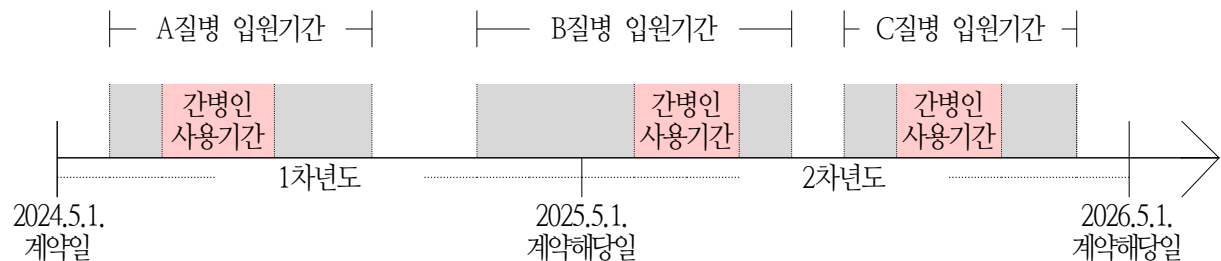 A질병 입원기간
B질병 입원기간
C질병 입원기간
간병인
사용기간
간병인
사용기간
간병인
사용기간
1차년도
2차년도
2024.5.1.
계약일
2025.5.1.
계약해당일
2026.5.1.
계약해당일